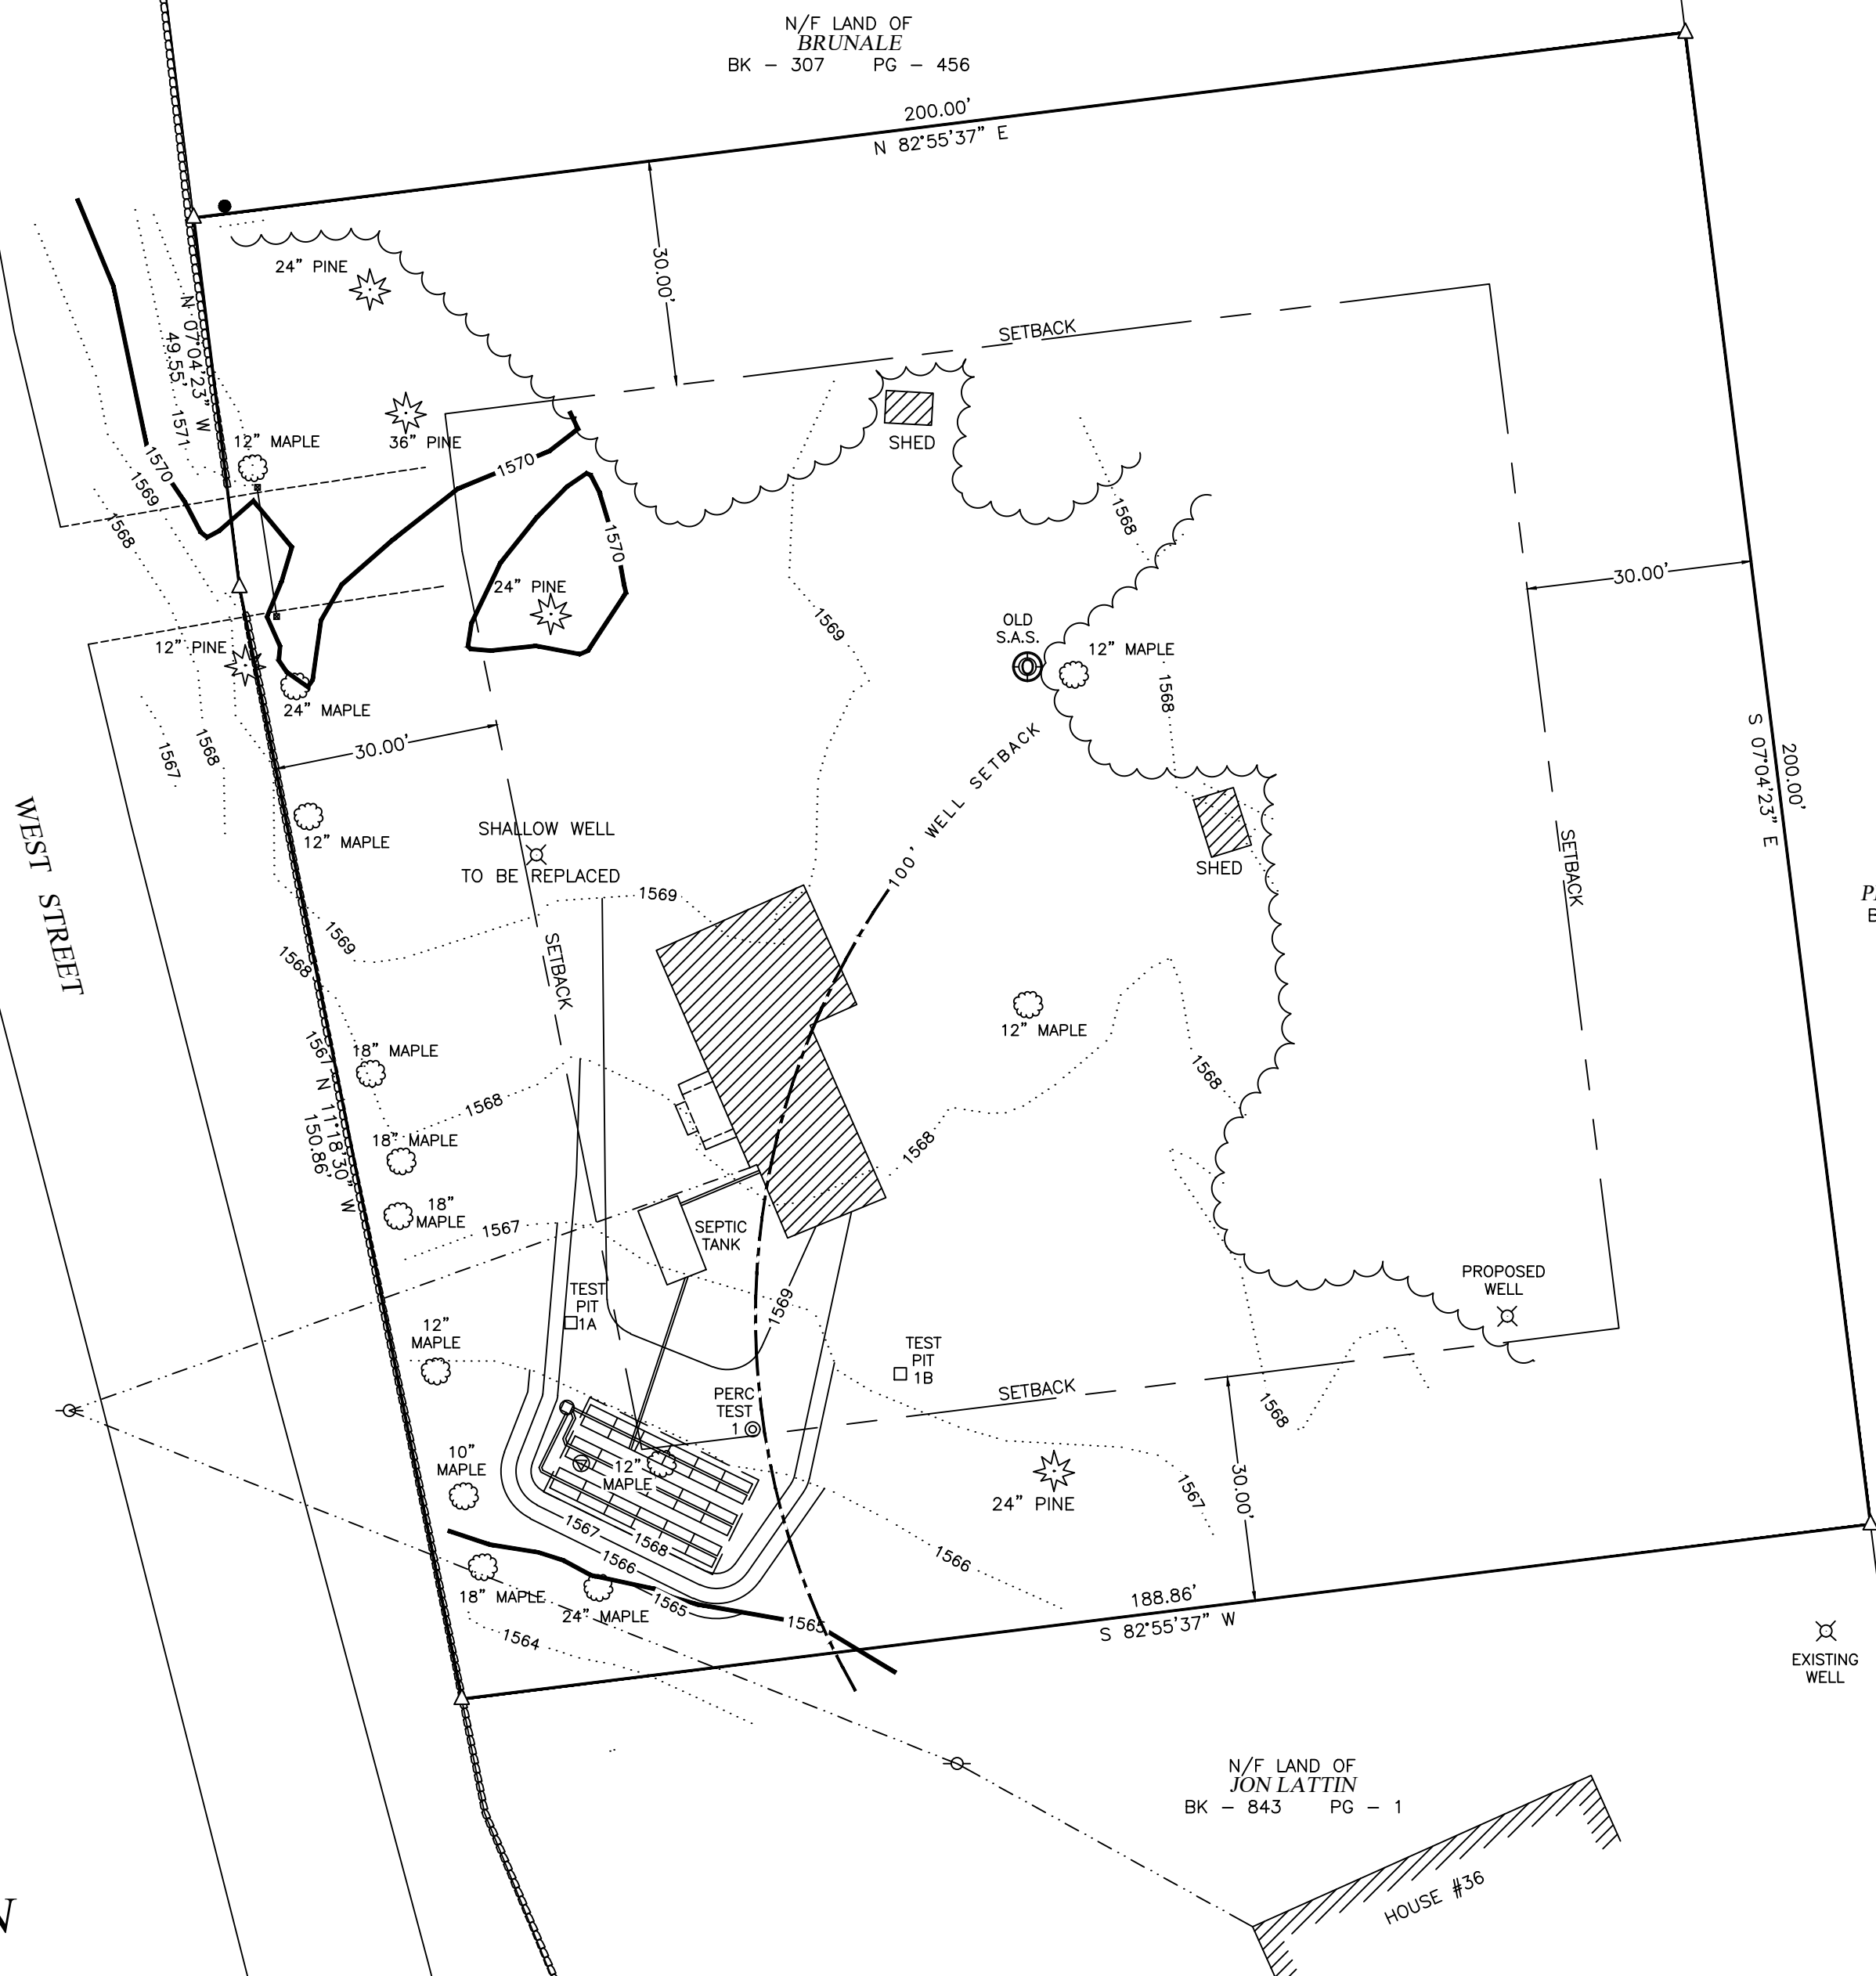 N/F LAND OF
BRUNALE
BK – 307 PG – 456
200.00'
N 82°55'37" E
24" PINE
30.00'
SETBACK
N 07°04'23" W
49.55'
1571
12" MAPLE
36" PINE
SHED
1570
1570
1569
1568
1568
1570
24" PINE
30.00'
OLD
S.A.S.
12" MAPLE
1569
12" PINE
24" MAPLE
1568
1568
1567
30.00'
S 07°04'23" E
200.00'
100' WELL SETBACK
WEST STREET
12" MAPLE
SHALLOW WELL
TO BE REPLACED
SHED
SETBACK
1569
1569
1568
SETBACK
12" MAPLE
1567
18" MAPLE
N 11°18'30" W
150.86'
1568
1568
1568
18" MAPLE
18"
MAPLE
1567
SEPTIC
TANK
TEST
PIT
1A
1569
PROPOSED
WELL
12"
MAPLE
TEST
PIT
1B
PERC
TEST
1
SETBACK
1568
10"
MAPLE
12"
MAPLE
24" PINE
1567
30.00'
1567
1568
1566
1566
18" MAPLE
24" MAPLE
1565
1565
1564
188.86'
S 82°55'37" W
EXISTING
WELL
N/F LAND OF
JON LATTIN
BK – 843 PG – 1
HOUSE #36